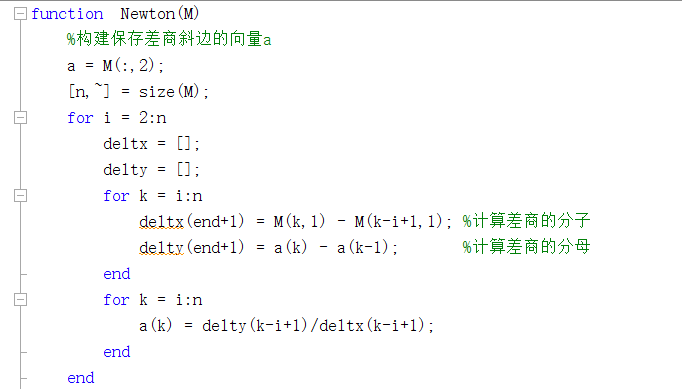 function  Newton(M)
%构建保存差商斜边的向量a
a = M(:,2);
[n,~] = size(M);
for i = 2:n
deltx = [];
delty = [];
for k = i:n
deltx(end+1) = M(k,1) - M(k-i+1,1); %计算差商的分子
delty(end+1) = a(k) - a(k-1); %计算差商的分母
end
for k = i:n
a(k) = delty(k-i+1)/deltx(k-i+1);
end
end